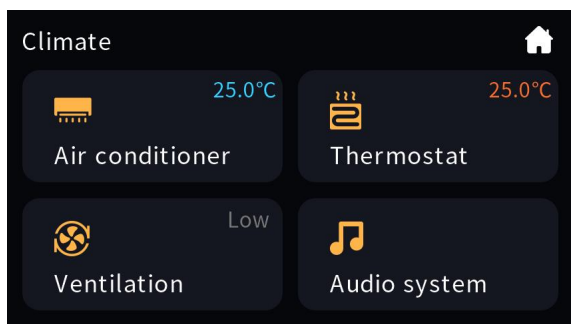 Climate
25.0°C
Air conditioner
25.0°C
Thermostat
Low
Ventilation
Audio system